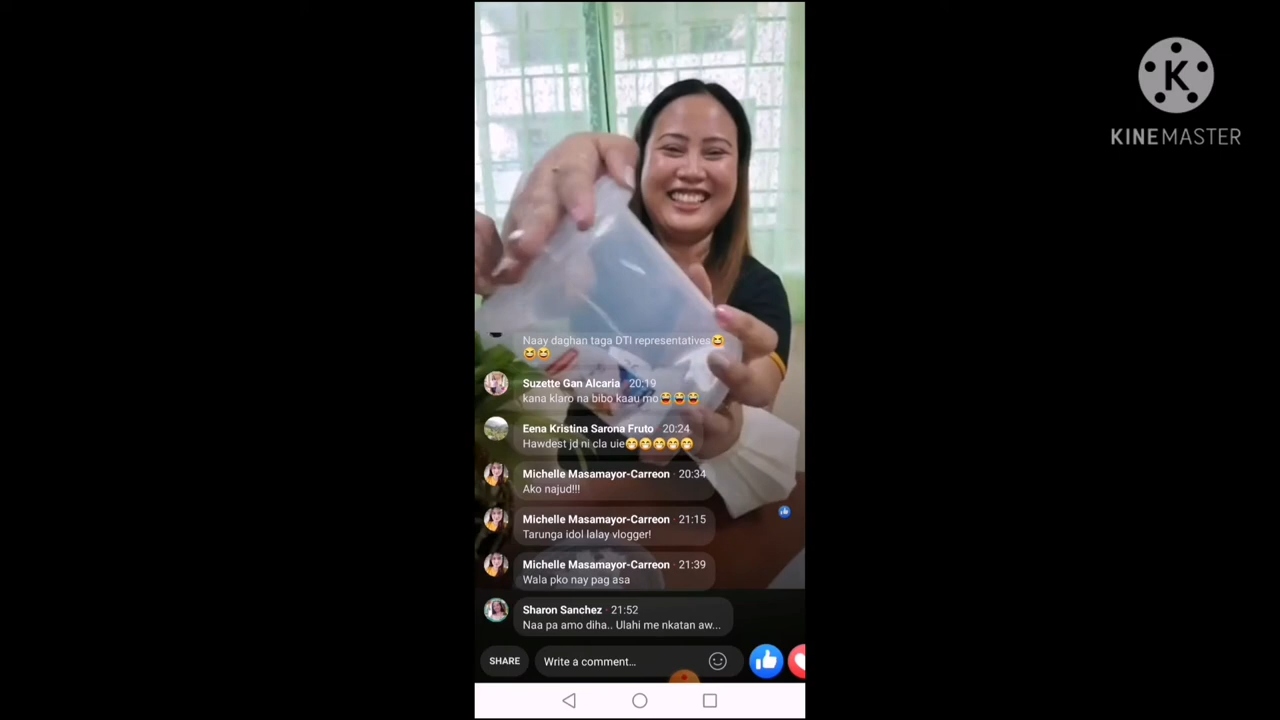 KINEMASTER
Naay daghan taga DTI representatives😆
😆😆
Suzette Gan Alcaria 20:19
kana klaro na bibo kaau mo🤪🤪🤪
Eena Kristina Sarona Fruto · 20:24
Hawdest jd ni cla uie😁😁😁😁😁
Michelle Masamayor-Carreon · 20:34
Ako najud!!!
Michelle Masamayor-Carreon · 21:15
Tarunga idol lalay vlogger!
Michelle Masamayor-Carreon · 21:39
Wala pko nay pag asa
Sharon Sanchez · 21:52
Naa pa amo diha.. Ulahi me nkatan aw...
SHARE
Write a comment...